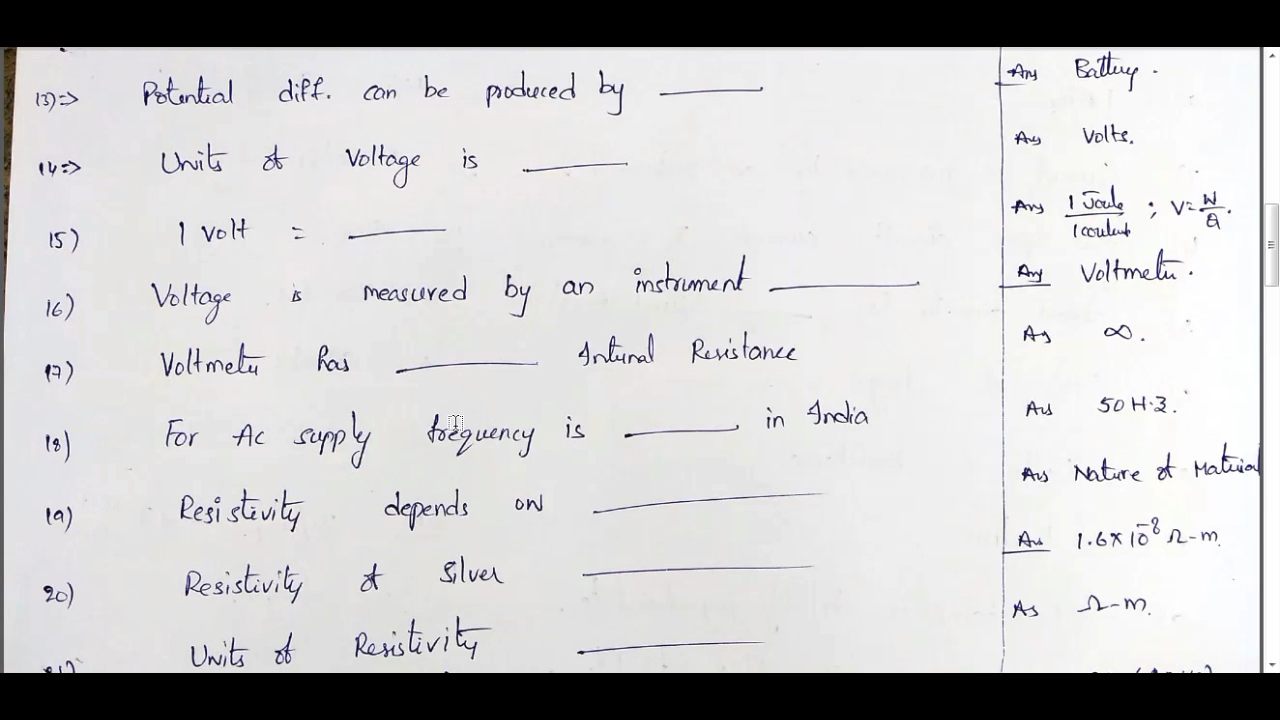 13)⇒ Potential diff. can be produced by ______ Ans Battery.
14⇒ Units of Voltage is ______ Ans Volts.
15) 1 volt = ______ Ans 1 Joule / 1 coulomb ; V = W/Q.
16) Voltage is measured by an instrument ______ Ans Voltmeter.
17) Voltmeter has ______ Internal Resistance As ∞.
18) For Ac supply frequency is ______ in India Ans 50 H.Z.
19) Resistivity depends on ______ Ans Nature of Material
20) Resistivity of Silver ______ Ans 1.6×10⁻⁸ Ω-m.
21) Units of Resistivity ______ As Ω-m.